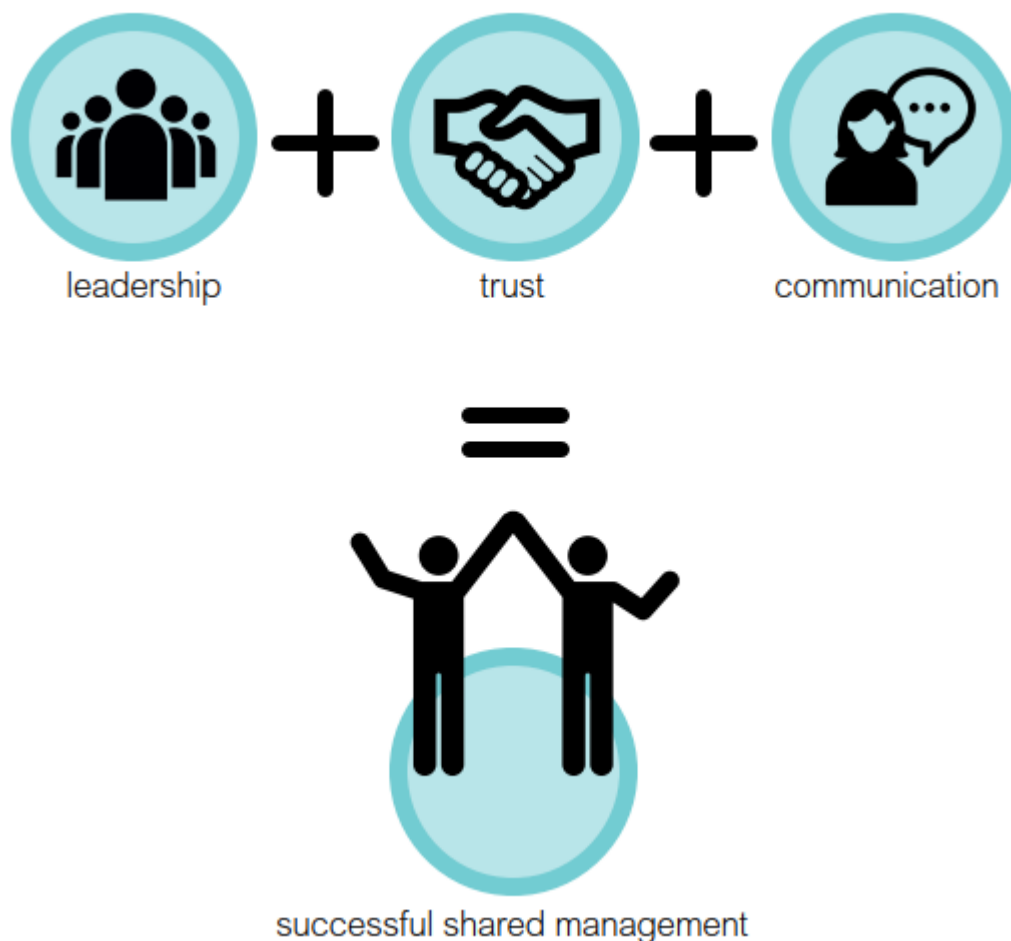 leadership
trust
communication
successful shared management